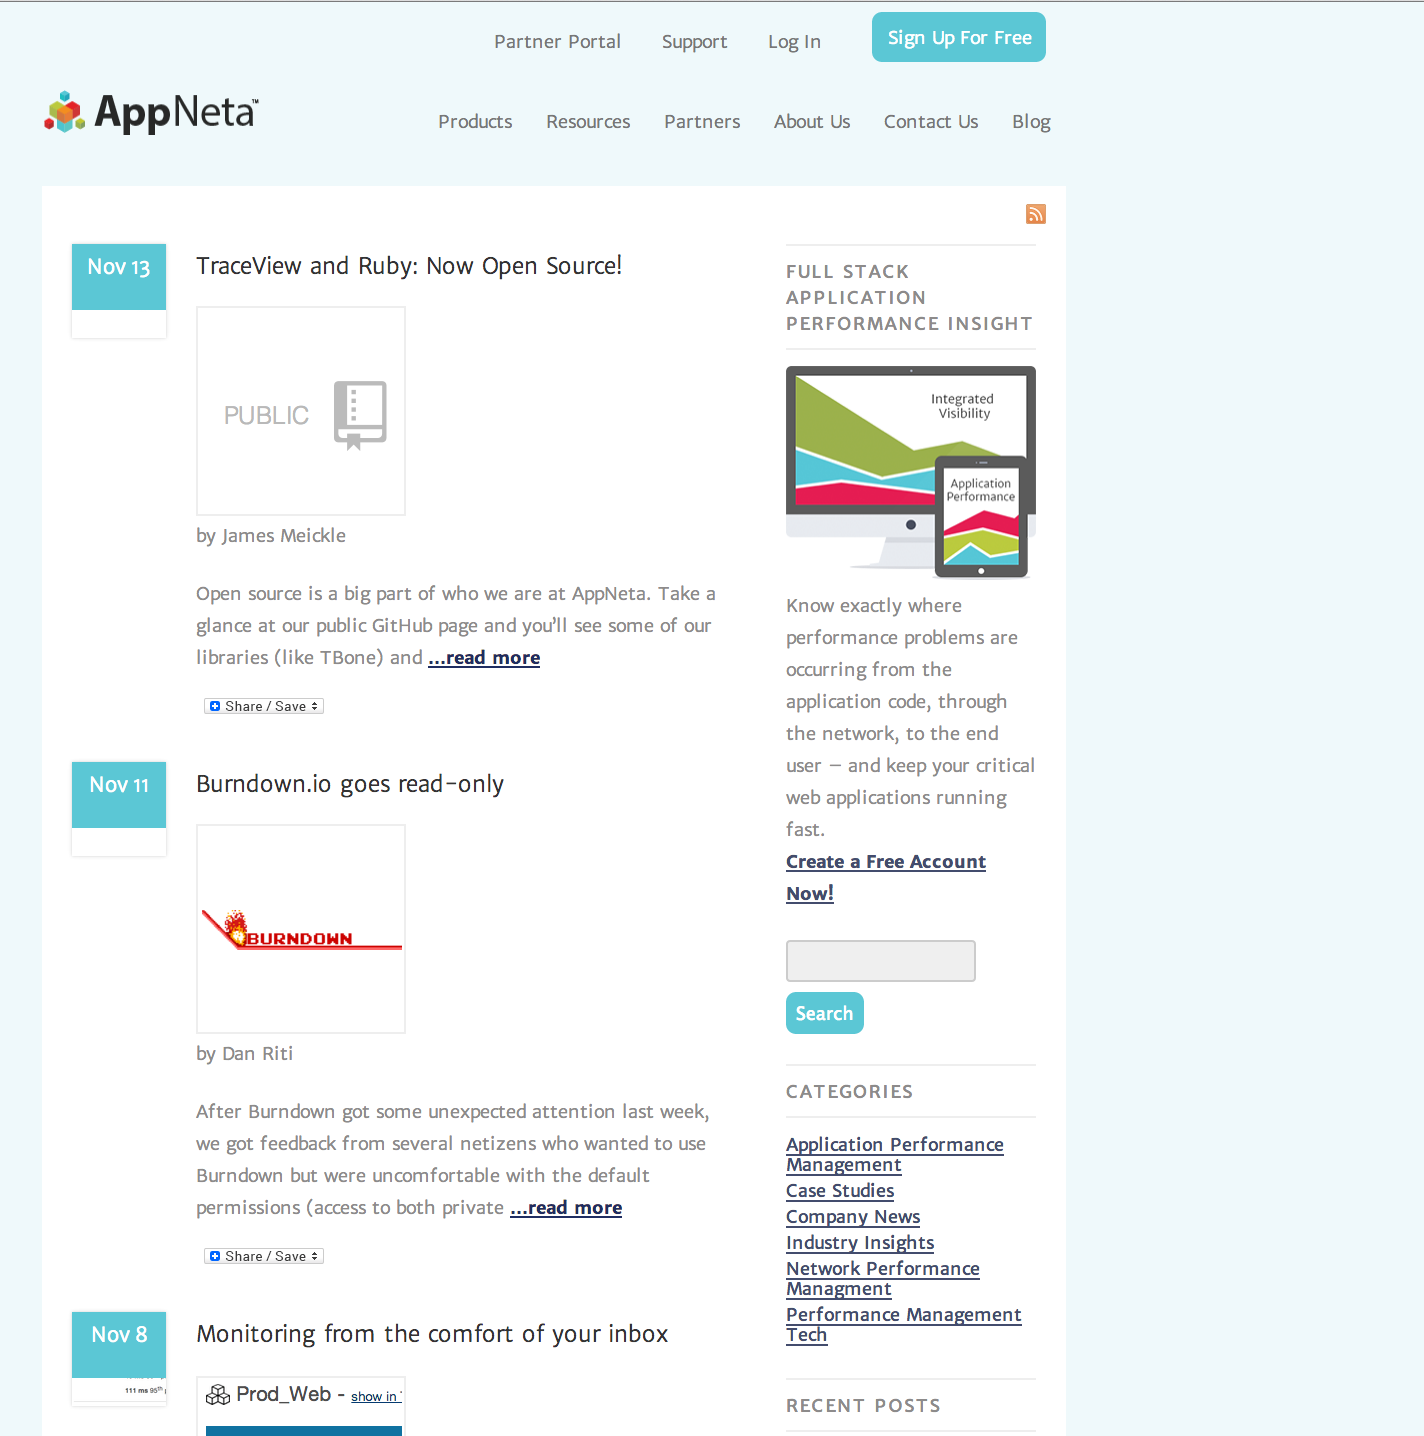 Partner Portal Support Log In Sign Up For Free
AppNeta™
Products Resources Partners About Us Contact Us Blog
Nov 13
TraceView and Ruby: Now Open Source!
PUBLIC
by James Meickle
Open source is a big part of who we are at AppNeta. Take a
glance at our public GitHub page and you’ll see some of our
libraries (like TBone) and ...read more
Share / Save
Nov 11
Burndown.io goes read-only
BURNDOWN
by Dan Riti
After Burndown got some unexpected attention last week,
we got feedback from several netizens who wanted to use
Burndown but were uncomfortable with the default
permissions (access to both private ...read more
Share / Save
Nov 8
111 ms 95th
Monitoring from the comfort of your inbox
Prod_Web - show in
FULL STACK
APPLICATION
PERFORMANCE INSIGHT
Integrated
Visibility
Application
Performance
Know exactly where
performance problems are
occurring from the
application code, through
the network, to the end
user – and keep your critical
web applications running
fast.
Create a Free Account
Now!
Search
CATEGORIES
Application Performance
Management
Case Studies
Company News
Industry Insights
Network Performance
Managment
Performance Management
Tech
RECENT POSTS